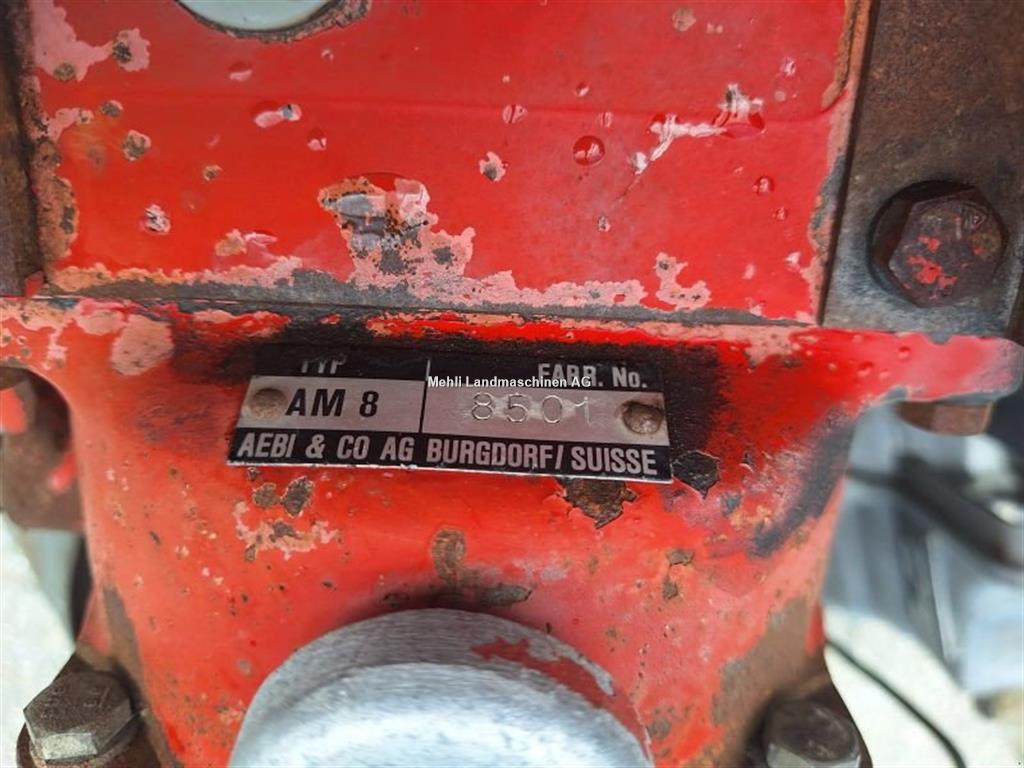 TYP FABR. No.
Mehli Landmaschinen AG
AM 8 8501
AEBI & CO AG BURGDORF/SUISSE